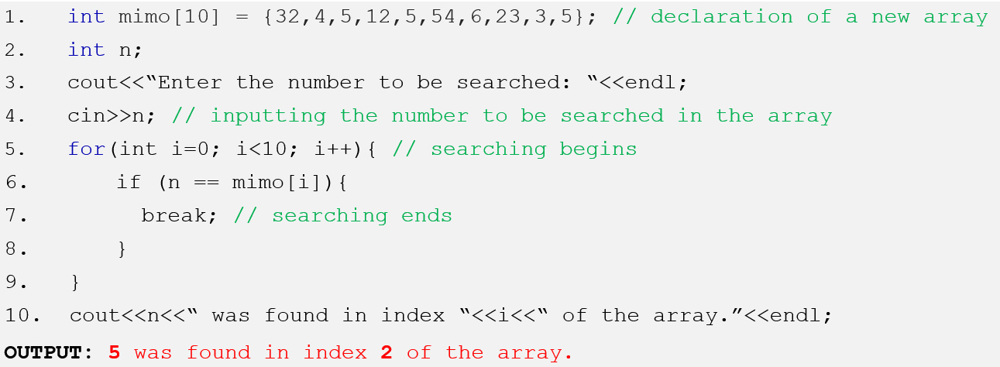 1. int mimo[10] = {32,4,5,12,5,54,6,23,3,5}; // declaration of a new array
2. int n;
3. cout<<“Enter the number to be searched: “<<endl;
4. cin>>n; // inputting the number to be searched in the array
5. for(int i=0; i<10; i++){ // searching begins
6. if (n == mimo[i]){
7. break; // searching ends
8. }
9. }
10. cout<<n<<“ was found in index “<<i<<“ of the array.”<<endl;
OUTPUT: 5 was found in index 2 of the array.